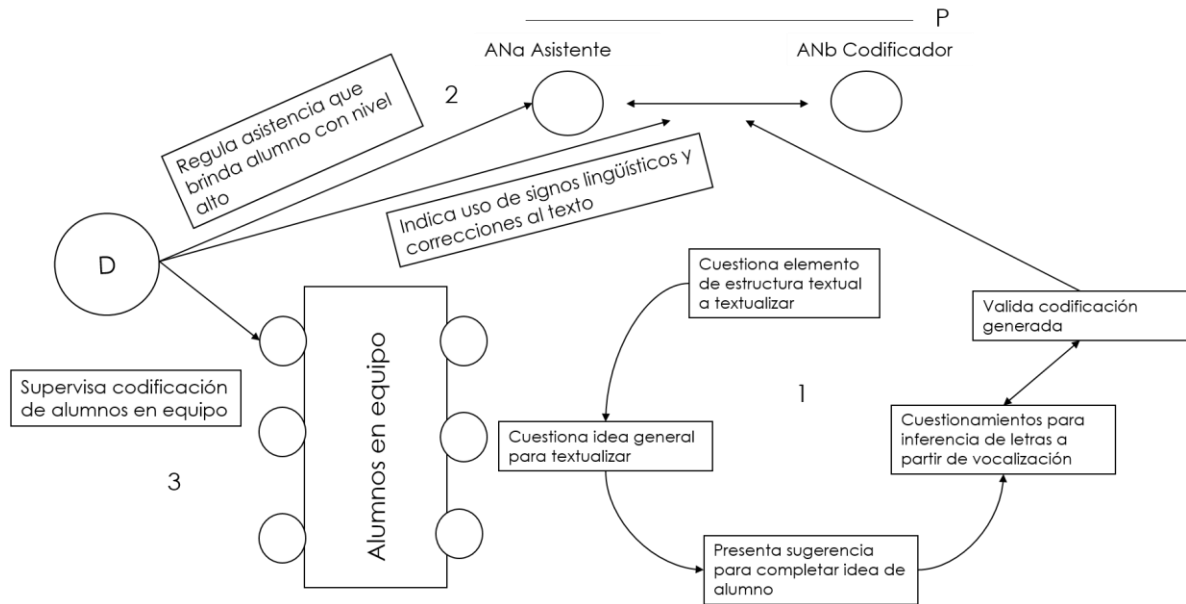 P
ANa Asistente
ANb Codificador
2
Regula asistencia que
brinda alumno con nivel
alto
Indica uso de signos lingüísticos y
correcciones al texto
D
Cuestiona elemento
de estructura textual
a textualizar
Valida codificación
generada
Alumnos en equipo
Supervisa codificación
de alumnos en equipo
1
Cuestiona idea general
para textualizar
Cuestionamientos para
inferencia de letras a
partir de vocalización
3
Presenta sugerencia
para completar idea de
alumno